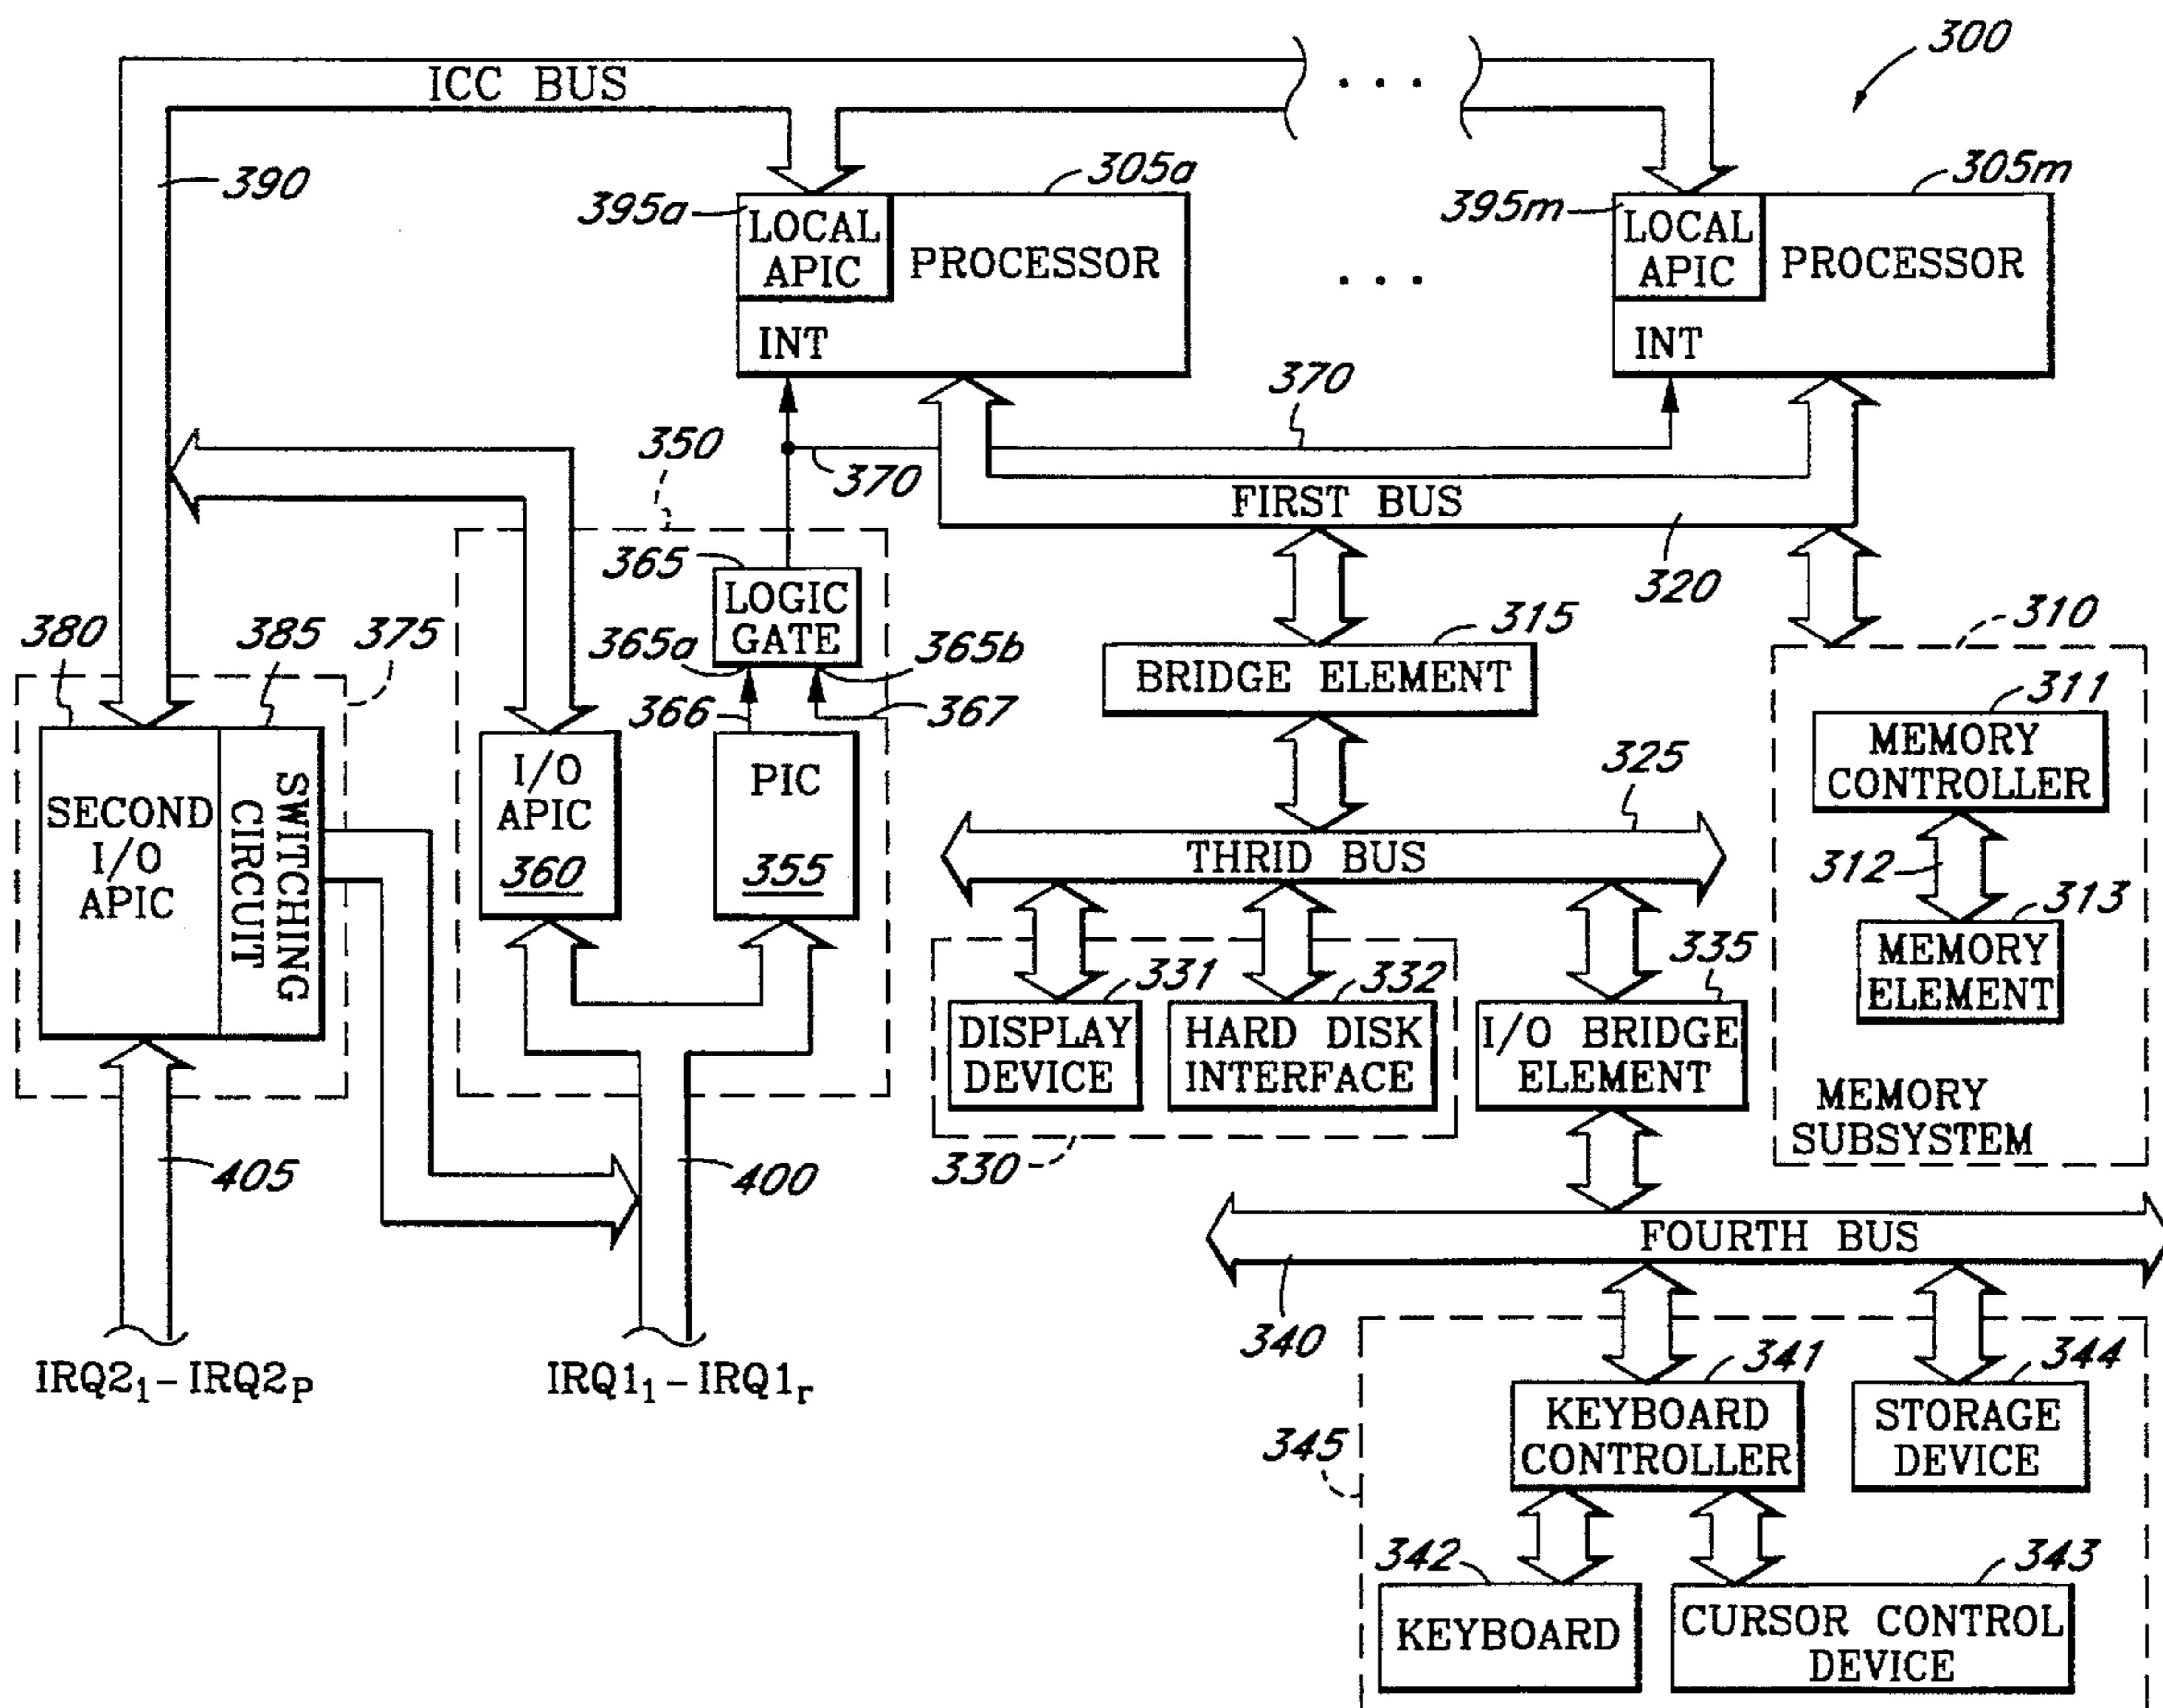 300
ICC BUS
. . .
390
395a
305a
395m
305m
LOCAL
APIC
PROCESSOR
INT
. . .
LOCAL
APIC
PROCESSOR
INT
350
370
370
FIRST BUS
320
365
LOGIC
GATE
365a
365b
366
367
380
385
375
SECOND
I/O
APIC
SWITCHING
CIRCUIT
I/O
APIC
360
PIC
355
315
BRIDGE ELEMENT
310
311
MEMORY
CONTROLLER
312
313
MEMORY
ELEMENT
MEMORY
SUBSYSTEM
325
THRID BUS
331
332
335
DISPLAY
DEVICE
HARD DISK
INTERFACE
I/O BRIDGE
ELEMENT
330
405
400
FOURTH BUS
340
IRQ2₁-IRQ2P
IRQ1₁-IRQ1r
341
344
KEYBOARD
CONTROLLER
STORAGE
DEVICE
345
342
343
KEYBOARD
CURSOR CONTROL
DEVICE